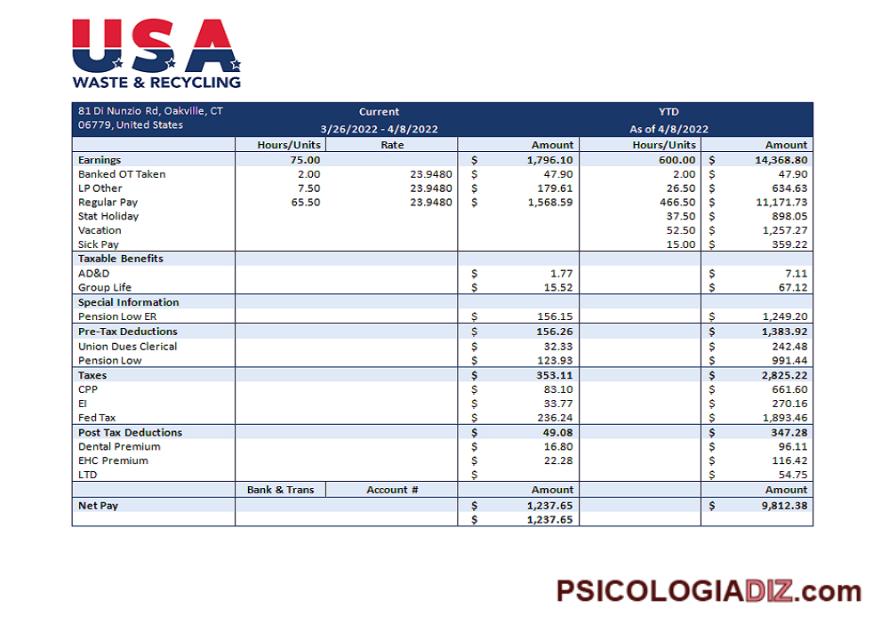 USA
WASTE & RECYCLING
81 Di Nunzio Rd, Oakville, CT Current YTD
06779, United States 3/26/2022 - 4/8/2022 As of 4/8/2022
Hours/Units Rate Amount Hours/Units Amount
Earnings 75.00 $ 1,796.10 600.00 $ 14,368.80
Banked OT Taken 2.00 23.9480 $ 47.90 2.00 $ 47.90
LP Other 7.50 23.9480 $ 179.61 26.50 $ 634.63
Regular Pay 65.50 23.9480 $ 1,568.59 466.50 $ 11,171.73
Stat Holiday 37.50 $ 898.05
Vacation 52.50 $ 1,257.27
Sick Pay 15.00 $ 359.22
Taxable Benefits
AD&D $ 1.77 $ 7.11
Group Life $ 15.52 $ 67.12
Special Information
Pension Low ER $ 156.15 $ 1,249.20
Pre-Tax Deductions $ 156.26 $ 1,383.92
Union Dues Clerical $ 32.33 $ 242.48
Pension Low $ 123.93 $ 991.44
Taxes $ 353.11 $ 2,825.22
CPP $ 83.10 $ 661.60
EI $ 33.77 $ 270.16
Fed Tax $ 236.24 $ 1,893.46
Post Tax Deductions $ 49.08 $ 347.28
Dental Premium $ 16.80 $ 96.11
EHC Premium $ 22.28 $ 116.42
LTD $ $ 54.75
Bank & Trans Account # Amount Amount
Net Pay $ 1,237.65 $ 9,812.38
$ 1,237.65
PSICOLOGIADIZ.com